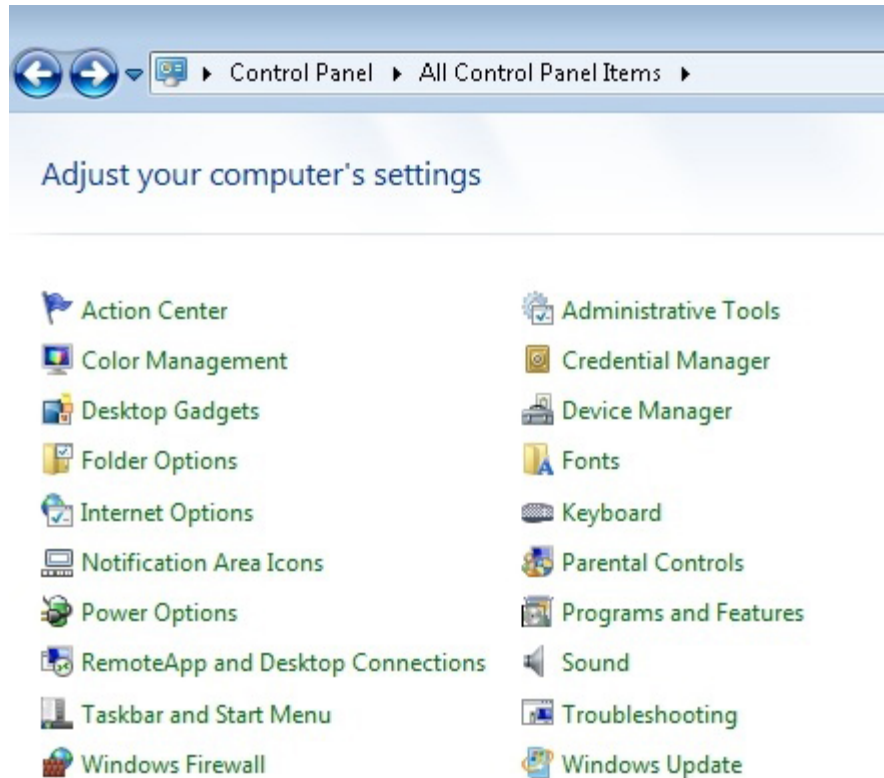 Control Panel ▸ All Control Panel Items ▸
Adjust your computer's settings
Action Center
Administrative Tools
Color Management
Credential Manager
Desktop Gadgets
Device Manager
Folder Options
Fonts
Internet Options
Keyboard
Notification Area Icons
Parental Controls
Power Options
Programs and Features
RemoteApp and Desktop Connections
Sound
Taskbar and Start Menu
Troubleshooting
Windows Firewall
Windows Update